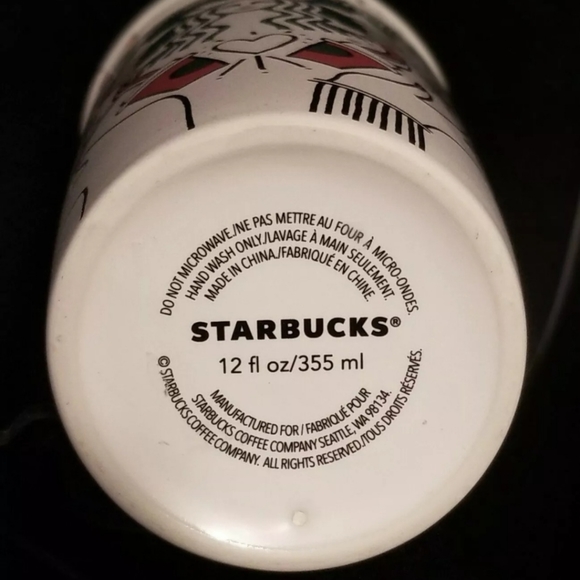 DO NOT MICROWAVE./NE PAS METTRE AU FOUR À MICRO-ONDES.
HAND WASH ONLY./LAVAGE À MAIN SEULEMENT.
MADE IN CHINA./FABRIQUÉ EN CHINE.
STARBUCKS®
12 fl oz/355 ml
MANUFACTURED FOR / FABRIQUÉ POUR
STARBUCKS COFFEE COMPANY SEATTLE, WA 98134.
© STARBUCKS COFFEE COMPANY. ALL RIGHTS RESERVED./TOUS DROITS RÉSERVÉS.